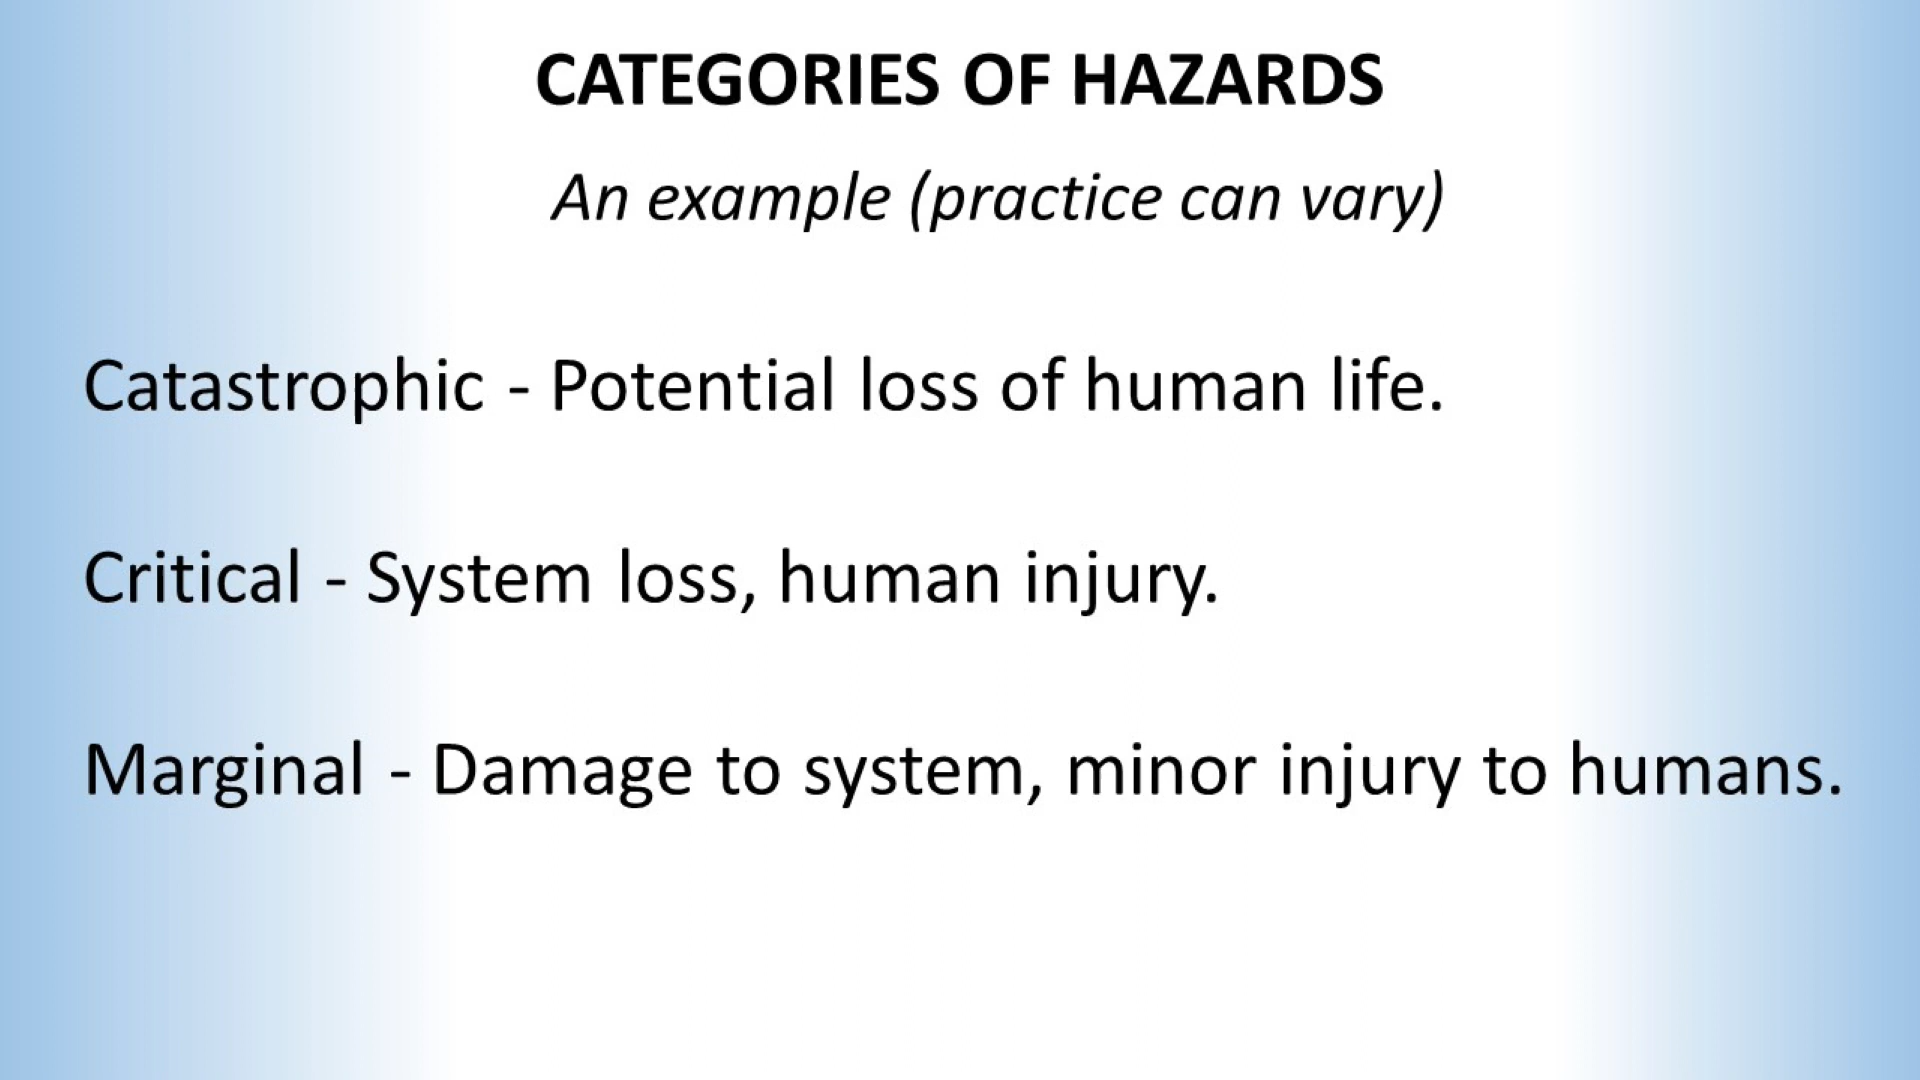 CATEGORIES OF HAZARDS
An example (practice can vary)
Catastrophic - Potential loss of human life.
Critical - System loss, human injury.
Marginal - Damage to system, minor injury to humans.